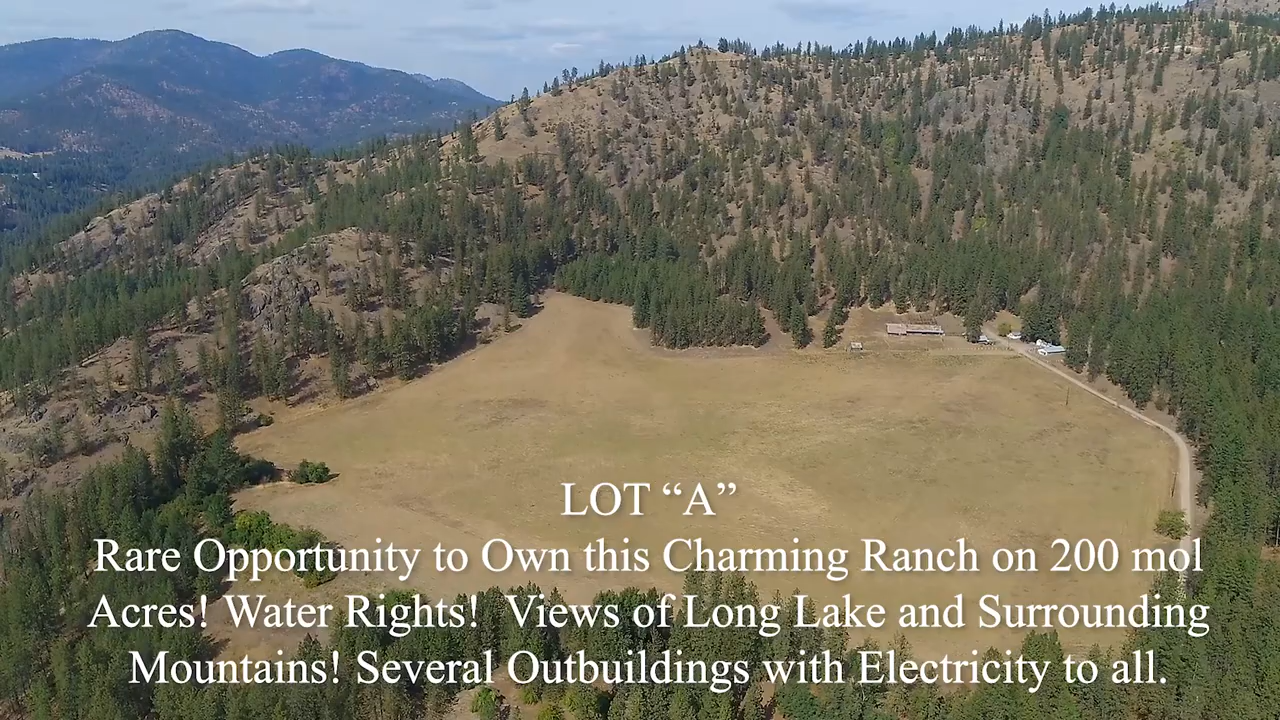 LOT “A”
Rare Opportunity to Own this Charming Ranch on 200 mol
Acres! Water Rights!  Views of Long Lake and Surrounding
Mountains! Several Outbuildings with Electricity to all.